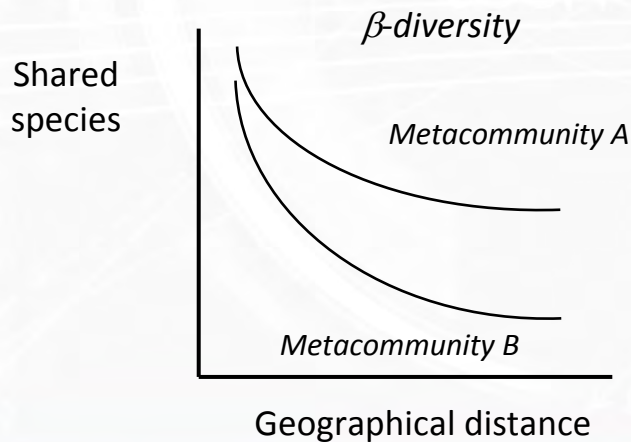 β-diversity
Shared
species
Metacommunity A
Metacommunity B
Geographical distance